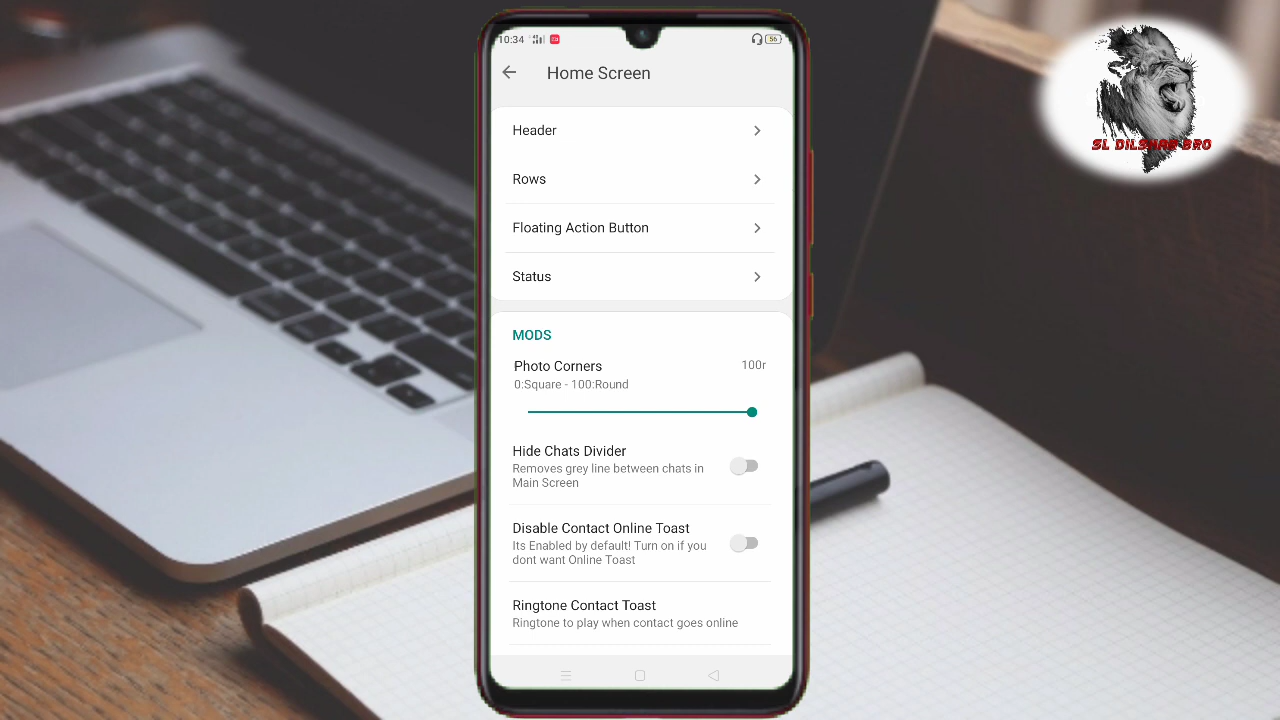 10:34
56
Home Screen
Header
Rows
Floating Action Button
Status
MODS
Photo Corners
100r
0:Square - 100:Round
Hide Chats Divider
Removes grey line between chats in
Main Screen
Disable Contact Online Toast
Its Enabled by default! Turn on if you
dont want Online Toast
Ringtone Contact Toast
Ringtone to play when contact goes online
SL DILSHAN BRO